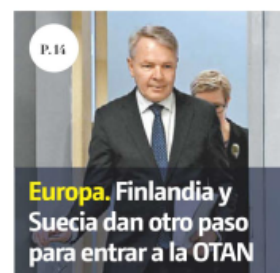 P.14
Europa. Finlandia y
Suecia dan otro paso
para entrar a la OTAN